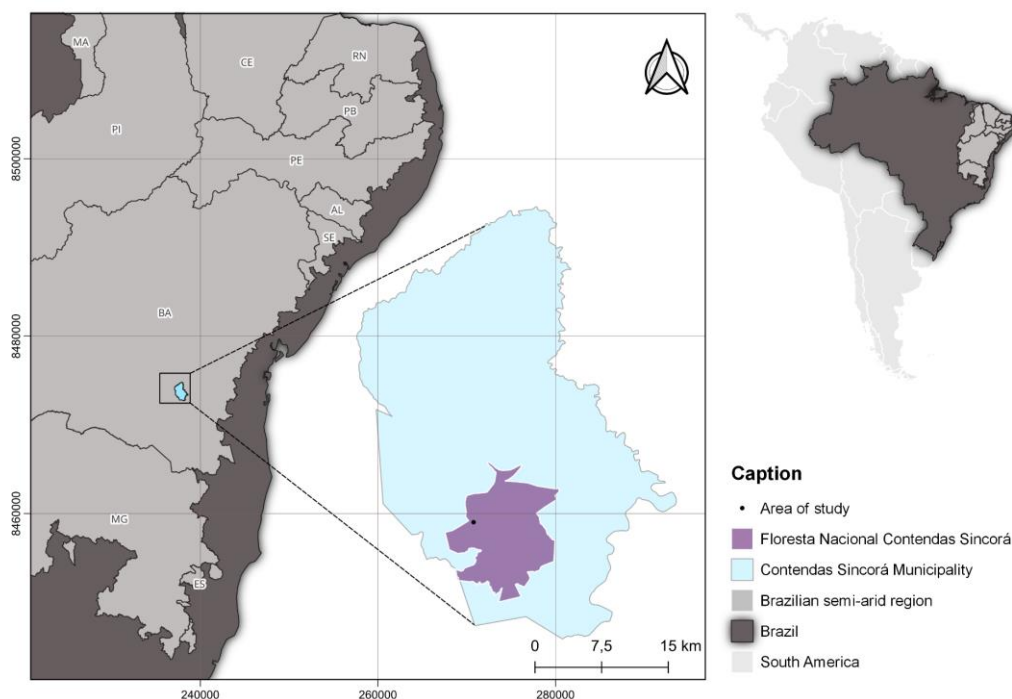 MA
CE
RN
PI
PB
PE
AL
SE
BA
MG
ES
8500000
8480000
8460000
240000
260000
280000
0 7,5 15 km
Caption
Area of study
Floresta Nacional Contendas Sincorá
Contendas Sincorá Municipality
Brazilian semi-arid region
Brazil
South America